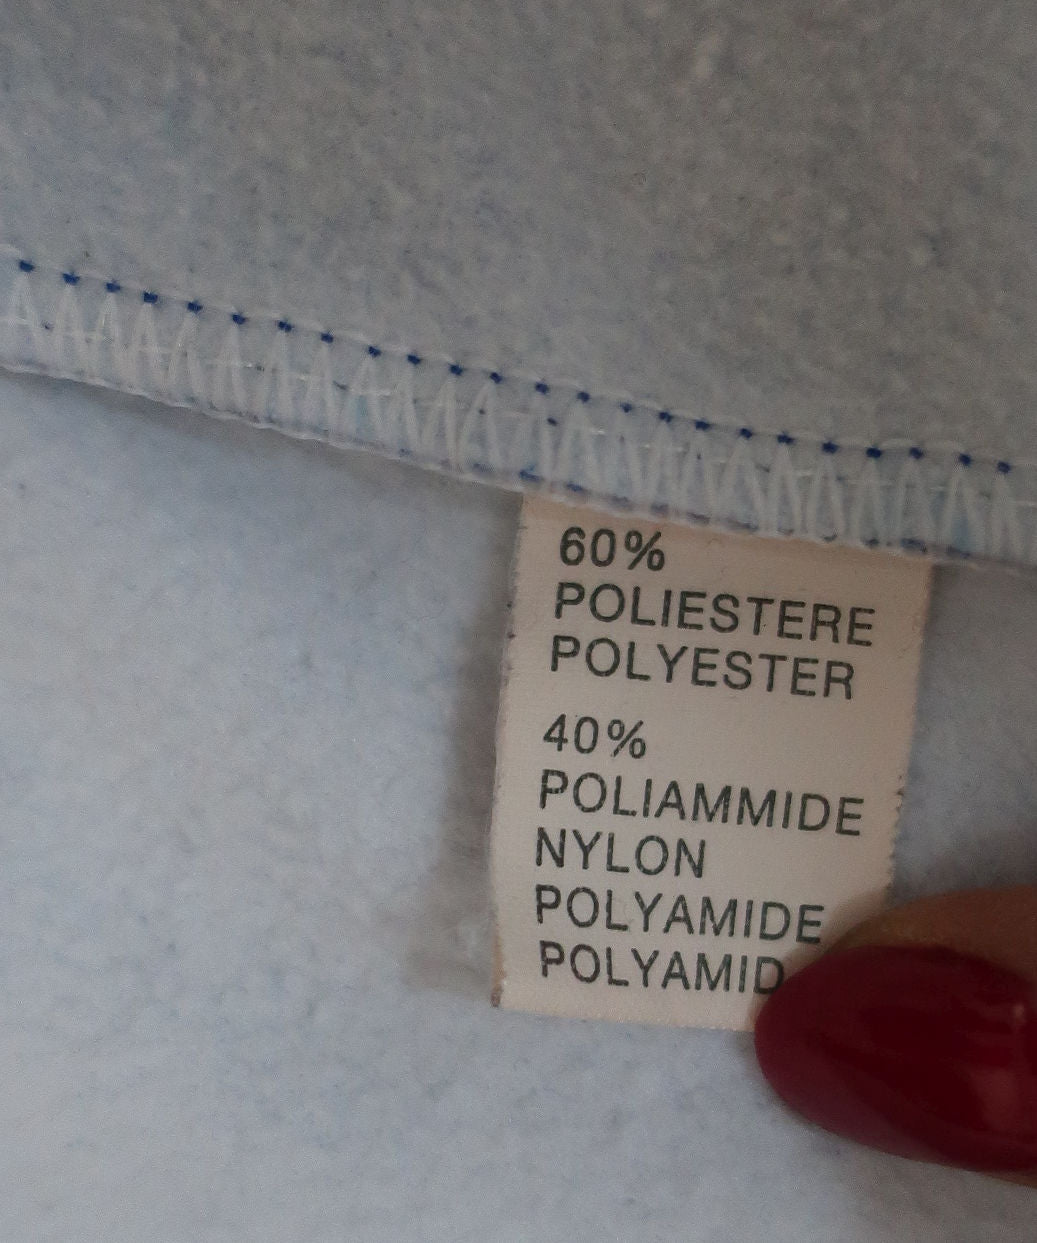 60%
POLIESTERE
POLYESTER
40%
POLIAMMIDE
NYLON
POLYAMIDE
POLYAMID